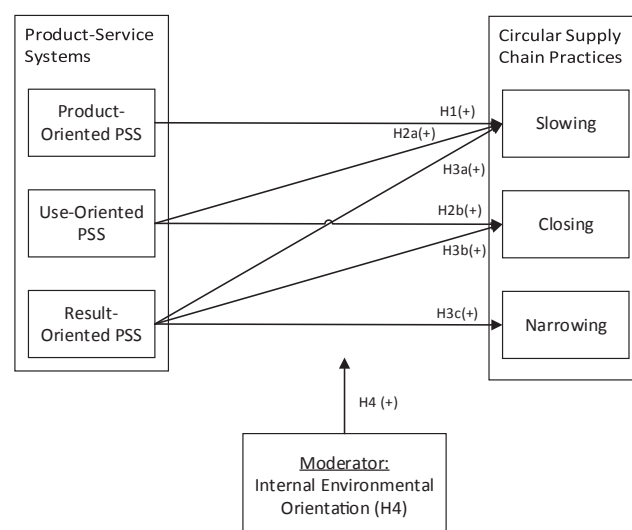 Product-Service
Systems
Product-
Oriented PSS
Use-Oriented
PSS
Result-
Oriented PSS
H1(+)
H2a(+)
H3a(+)
H2b(+)
H3b(+)
H3c(+)
Circular Supply
Chain Practices
Slowing
Closing
Narrowing
H4 (+)
Moderator:
Internal Environmental
Orientation (H4)